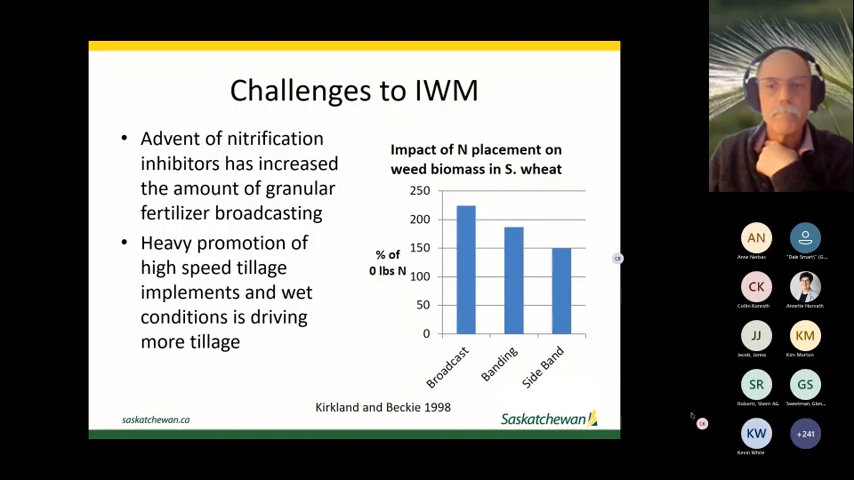 Challenges to IWM
• Advent of nitrification
inhibitors has increased
the amount of granular
fertilizer broadcasting
• Heavy promotion of
high speed tillage
implements and wet
conditions is driving
more tillage
Impact of N placement on
weed biomass in S. wheat
250
200
150
100
50
0
% of
0 lbs N
Broadcast
Banding
Side Band
Kirkland and Beckie 1998
saskatchewan.ca
Saskatchewan
AN
Anne Nerbas
"Dale Smart\" (G...
CK
Collin Konrath
Annette Horvath
JJ
Jacob, Jonny
KM
Kim Morton
SR
Roberts, Sherri AG
GS
Sweetman, Glen...
KW
Kevin White
+241
CK